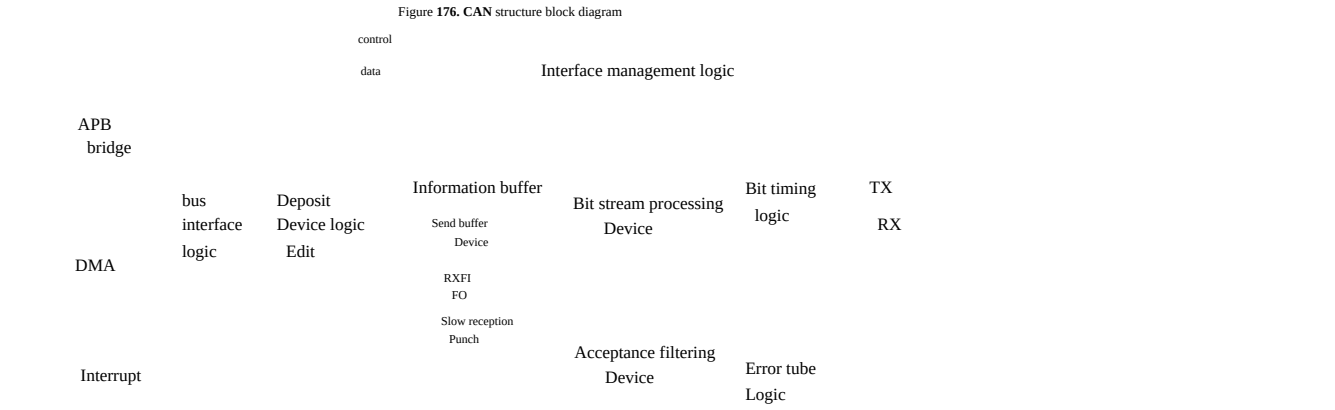 Figure 176. CAN structure block diagram
control
data
Interface management logic
APB
bridge
bus
interface
logic
Deposit
Device logic
Edit
Information buffer
Send buffer
Device
RXFI
FO
Slow reception
Punch
Bit stream processing
Device
Bit timing
logic
TX
RX
DMA
Interrupt
Acceptance filtering
Device
Error tube
Logic